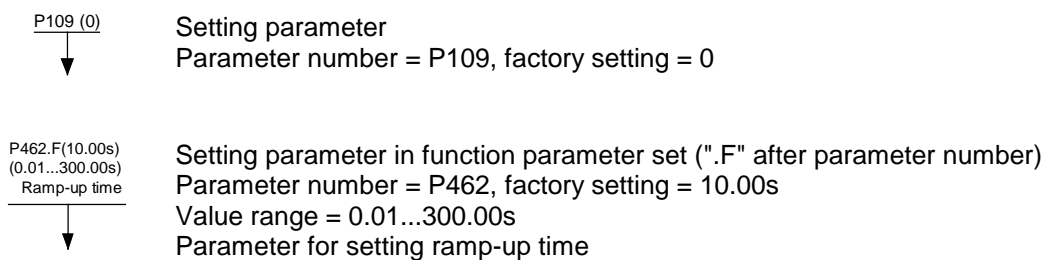 P109 (0)
Setting parameter
Parameter number = P109, factory setting = 0
P462.F(10.00s)
(0.01...300.00s)
Ramp-up time
Setting parameter in function parameter set (".F" after parameter number)
Parameter number = P462, factory setting = 10.00s
Value range = 0.01...300.00s
Parameter for setting ramp-up time